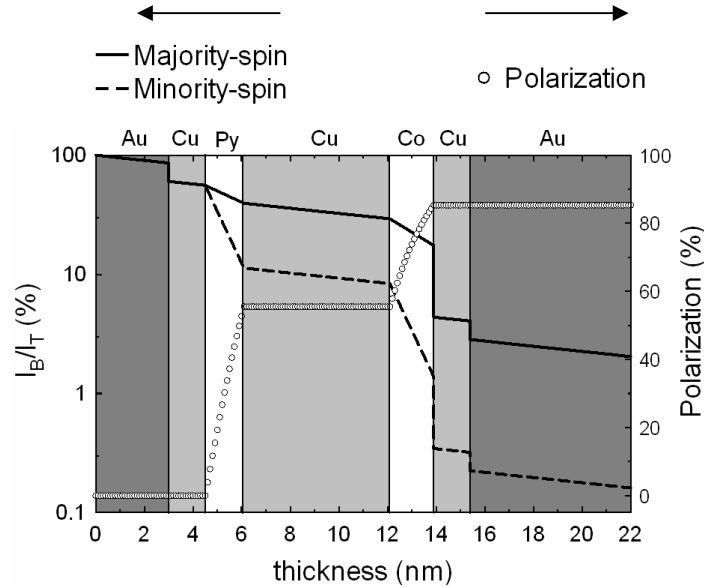 Majority-spin
Minority-spin
Polarization
Au Cu Py Cu Co Cu Au
100
10
1
0.1
I_B/I_T (%)
100
80
60
40
20
0
Polarization (%)
0 2 4 6 8 10 12 14 16 18 20 22
thickness (nm)